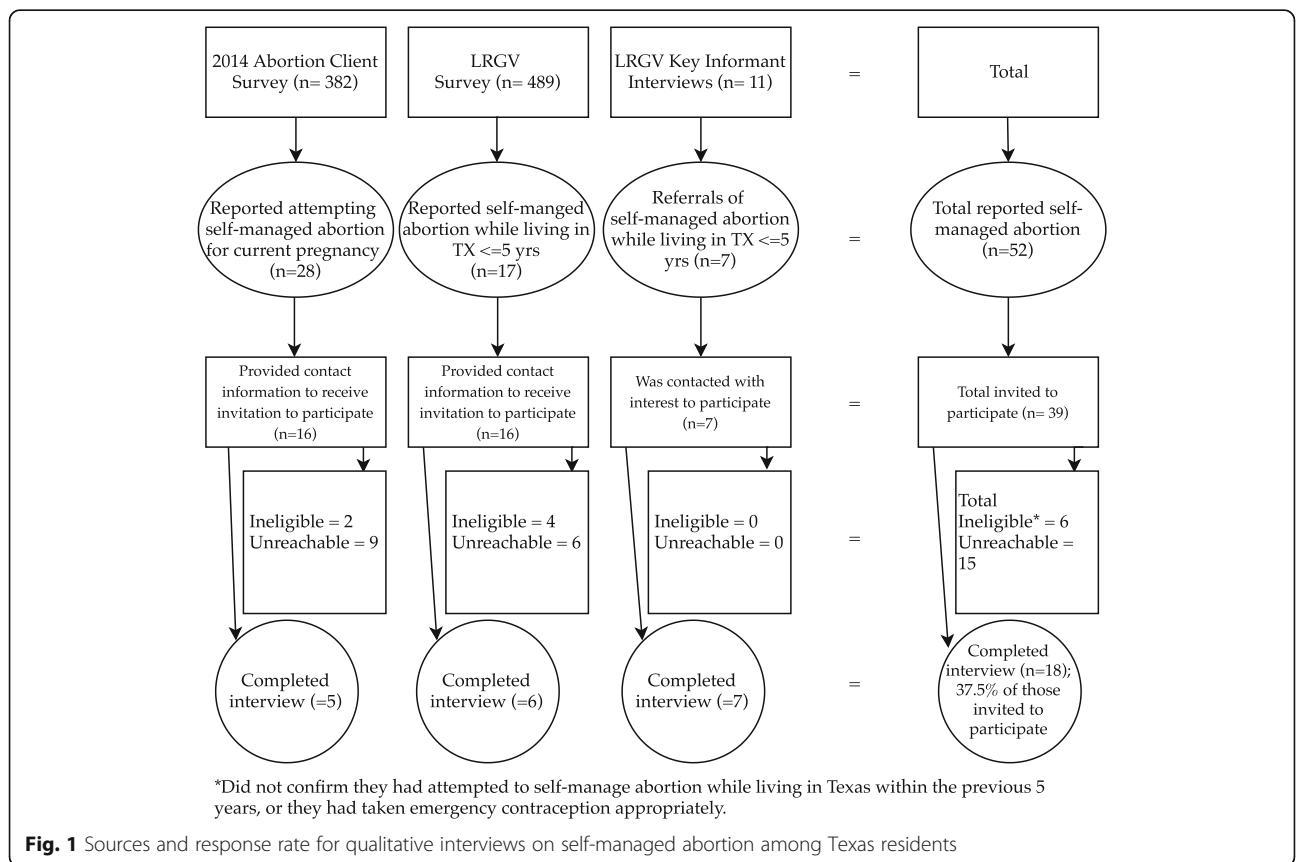 2014 Abortion Client
Survey (n= 382)
LRGV
Survey (n= 489)
LRGV Key Informant
Interviews (n= 11)
=
Total
Reported attempting
self-managed abortion
for current pregnancy
(n=28)
Reported self-manged
abortion while living in
TX <=5 yrs
(n=17)
Referrals of
self-managed abortion
while living in TX <=5
yrs (n=7)
=
Total reported self-
managed abortion
(n=52)
Provided contact
information to receive
invitation to participate
(n=16)
Provided contact
information to receive
invitation to participate
(n=16)
Was contacted with
interest to participate
(n=7)
=
Total invited to
participate (n= 39)
Ineligible = 2
Unreachable = 9
Ineligible = 4
Unreachable = 6
Ineligible = 0
Unreachable = 0
=
Total
Ineligible* = 6
Unreachable =
15
Completed
interview (=5)
Completed
interview (=6)
Completed
interview (=7)
=
Completed
interview (n=18);
37.5% of those
invited to
participate
*Did not confirm they had attempted to self-manage abortion while living in Texas within the previous 5
years, or they had taken emergency contraception appropriately.
Fig. 1 Sources and response rate for qualitative interviews on self-managed abortion among Texas residents